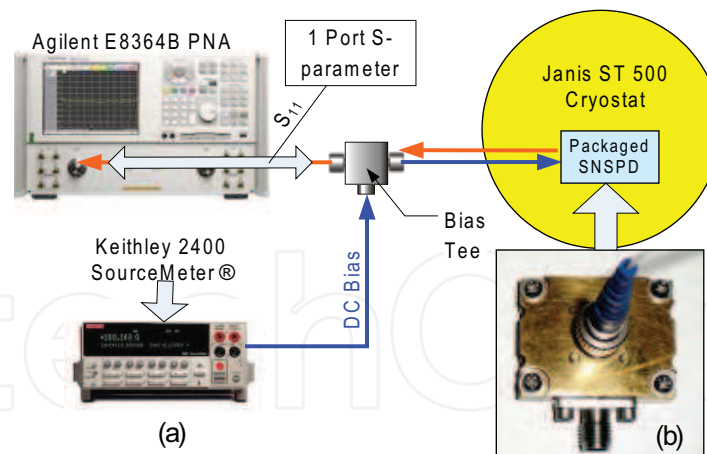 Agilent E8364B PNA
1 Port S-
parameter
S11
Janis ST 500
Cryostat
Packaged
SNSPD
Bias
Tee
Keithley 2400
SourceMeter®
DC Bias
(a)
(b)